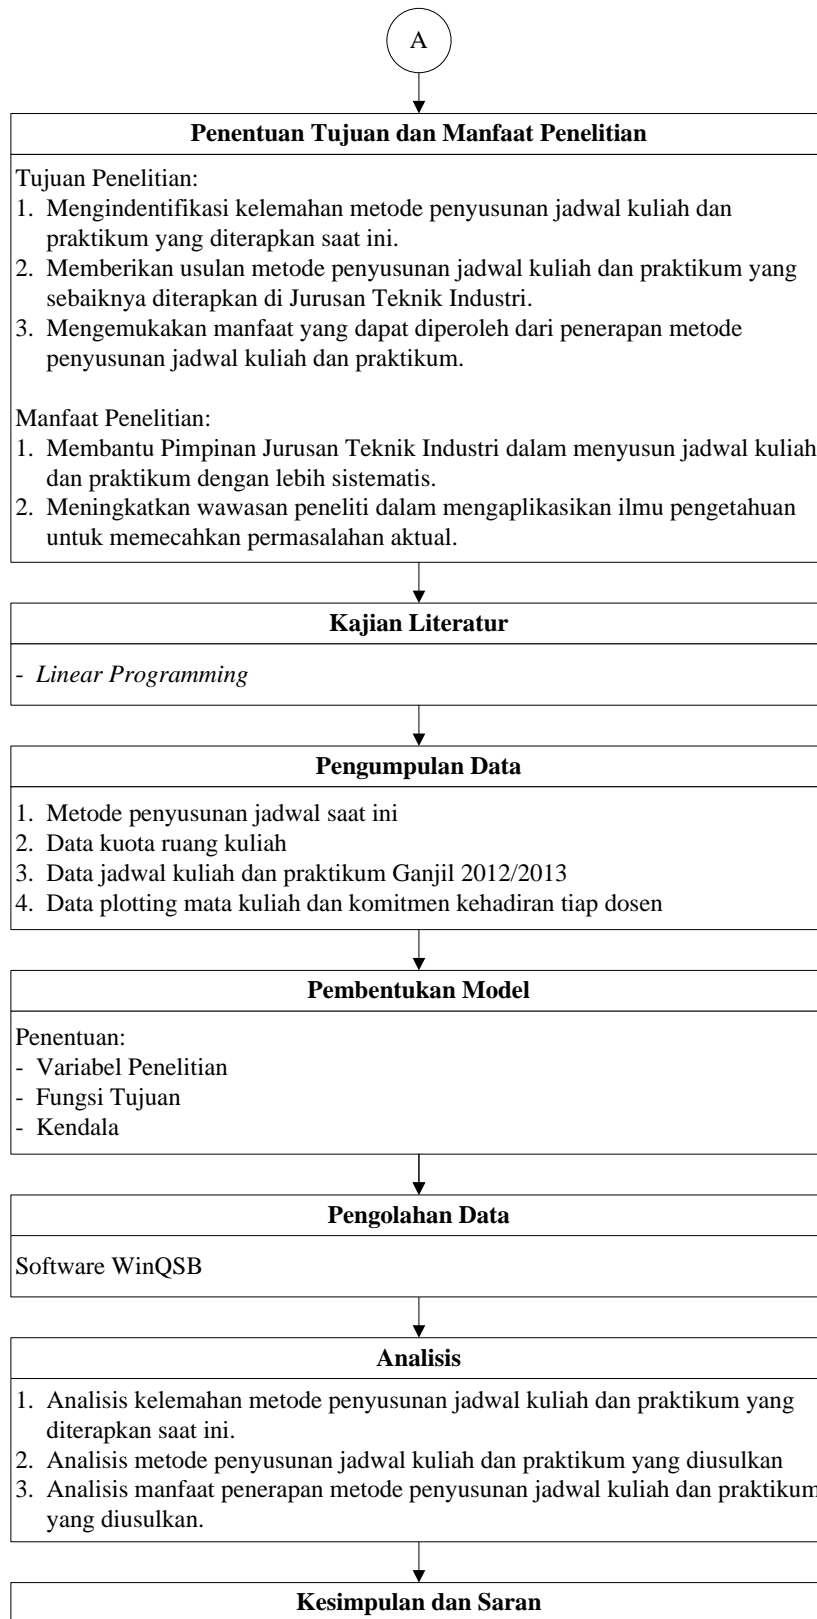 A
Penentuan Tujuan dan Manfaat Penelitian
Tujuan Penelitian:
1. Mengindentifikasi kelemahan metode penyusunan jadwal kuliah dan
praktikum yang diterapkan saat ini.
2. Memberikan usulan metode penyusunan jadwal kuliah dan praktikum yang
sebaiknya diterapkan di Jurusan Teknik Industri.
3. Mengemukakan manfaat yang dapat diperoleh dari penerapan metode
penyusunan jadwal kuliah dan praktikum.
Manfaat Penelitian:
1. Membantu Pimpinan Jurusan Teknik Industri dalam menyusun jadwal kuliah
dan praktikum dengan lebih sistematis.
2. Meningkatkan wawasan peneliti dalam mengaplikasikan ilmu pengetahuan
untuk memecahkan permasalahan aktual.
Kajian Literatur
- Linear Programming
Pengumpulan Data
1. Metode penyusunan jadwal saat ini
2. Data kuota ruang kuliah
3. Data jadwal kuliah dan praktikum Ganjil 2012/2013
4. Data plotting mata kuliah dan komitmen kehadiran tiap dosen
Pembentukan Model
Penentuan:
- Variabel Penelitian
- Fungsi Tujuan
- Kendala
Pengolahan Data
Software WinQSB
Analisis
1. Analisis kelemahan metode penyusunan jadwal kuliah dan praktikum yang
diterapkan saat ini.
2. Analisis metode penyusunan jadwal kuliah dan praktikum yang diusulkan
3. Analisis manfaat penerapan metode penyusunan jadwal kuliah dan praktikum
yang diusulkan.
Kesimpulan dan Saran